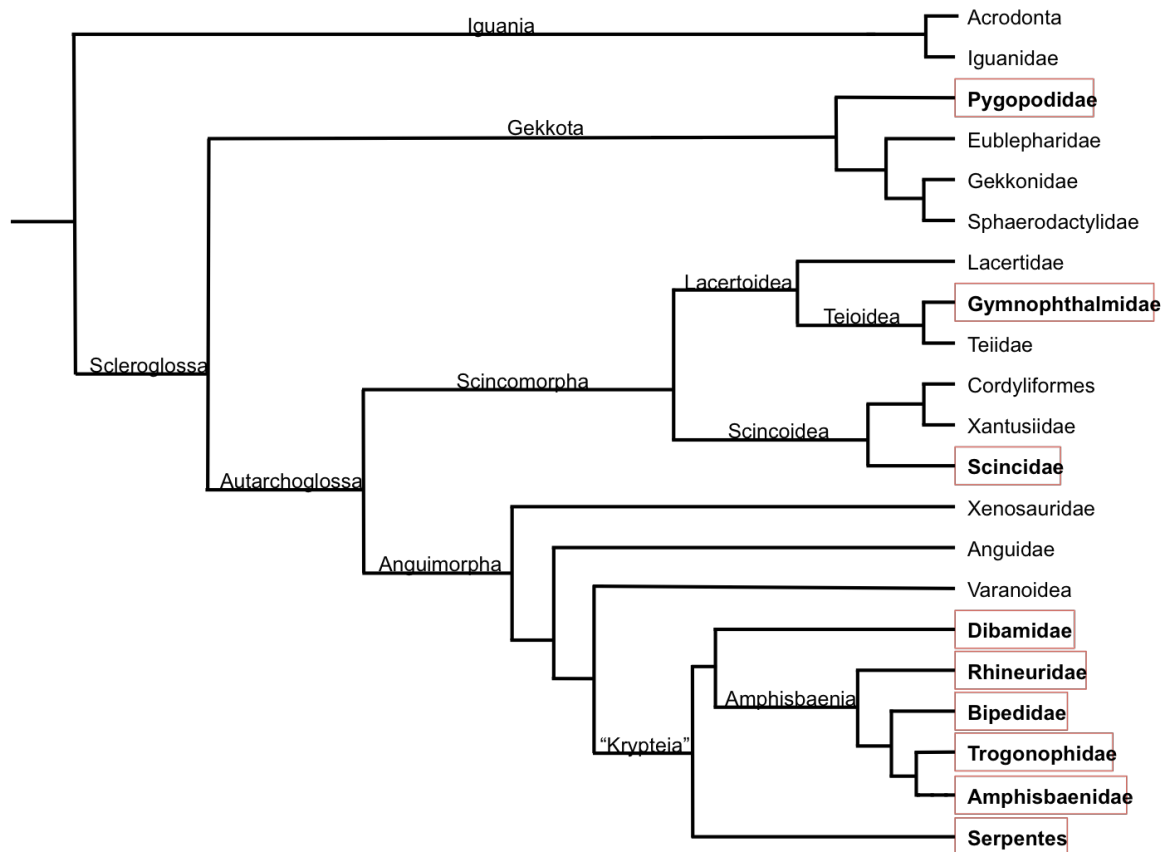 Iguania
Acrodonta
Iguanidae
Pygopodidae
Gekkota
Eublepharidae
Gekkonidae
Sphaerodactylidae
Lacertidae
Lacertoidea
Gymnophthalmidae
Teioidea
Teiidae
Scleroglossa
Scincomorpha
Cordyliformes
Xantusiidae
Scincoidea
Scincidae
Autarchoglossa
Xenosauridae
Anguidae
Anguimorpha
Varanoidea
Dibamidae
Rhineuridae
Amphisbaenia
Bipedidae
“Krypteia”
Trogonophidae
Amphisbaenidae
Serpentes